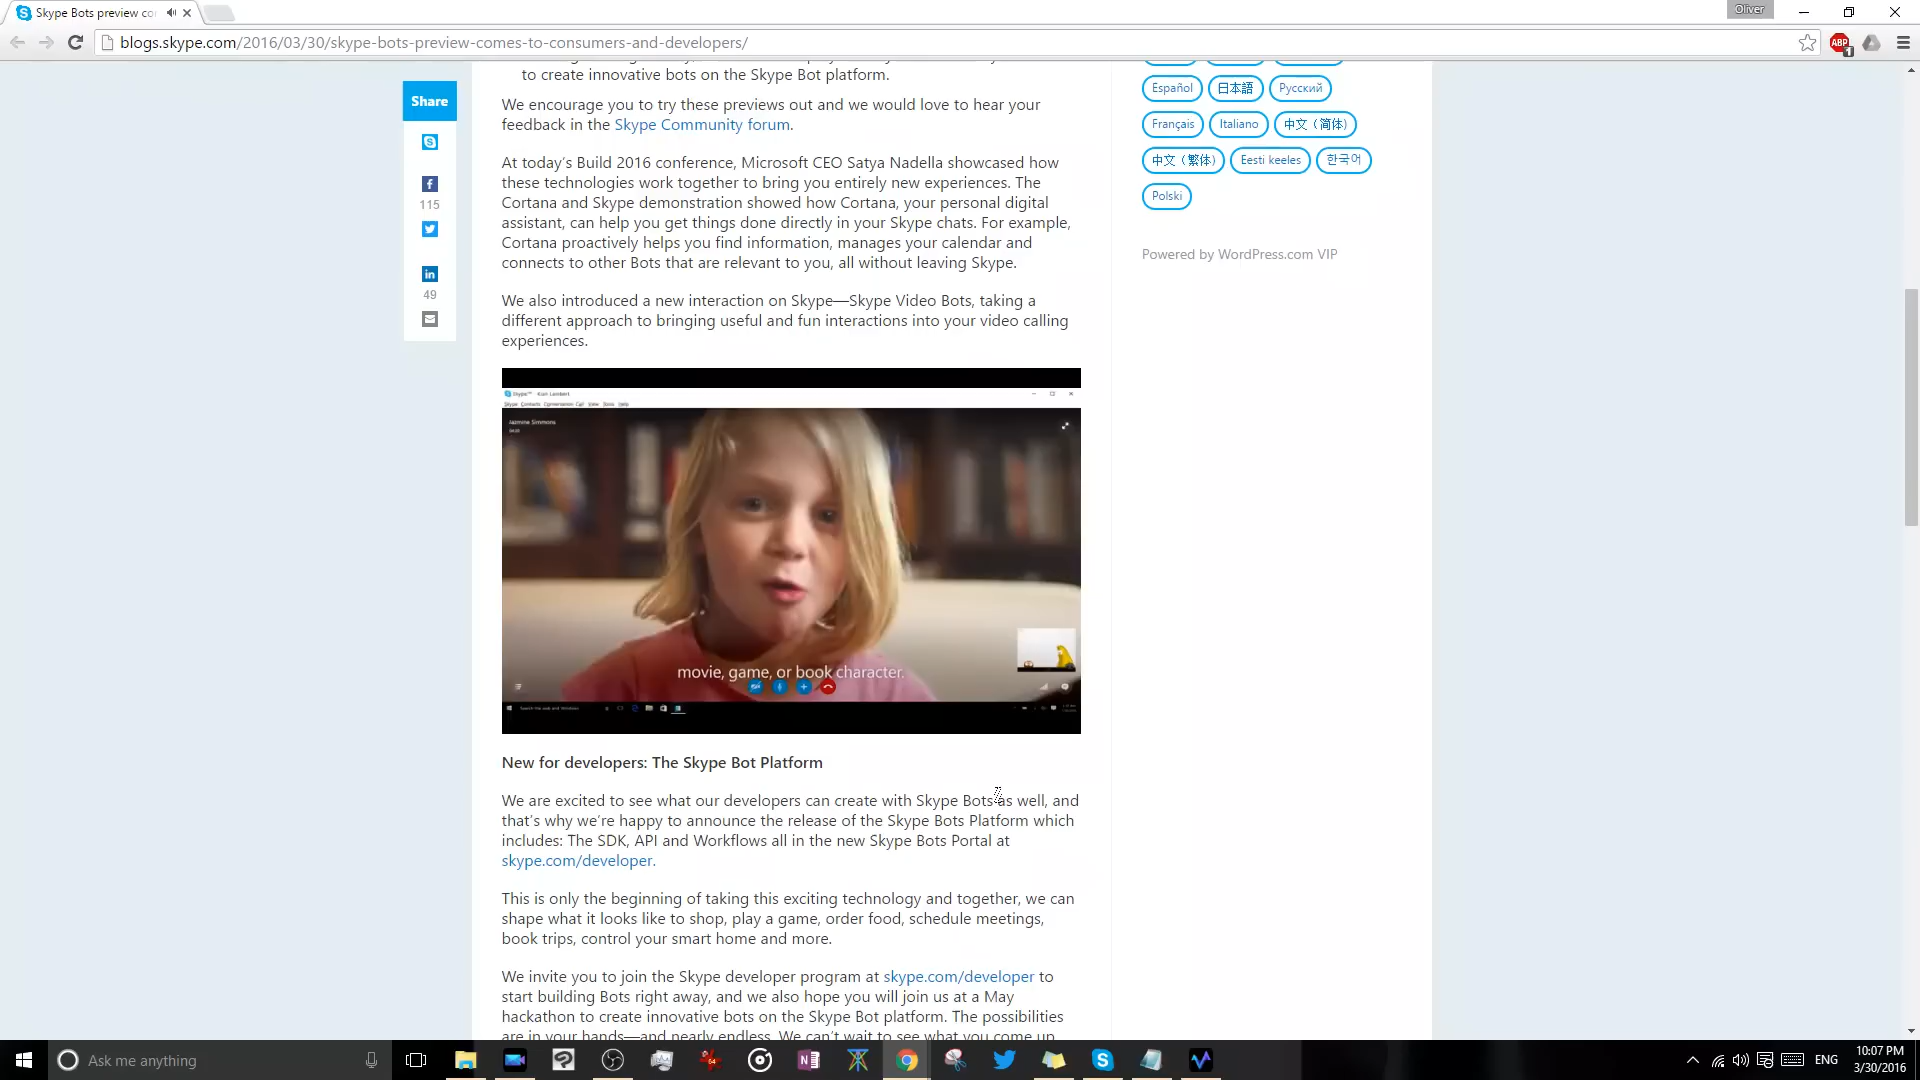 Skype Bots preview co
Oliver
blogs.skype.com/2016/03/30/skype-bots-preview-comes-to-consumers-and-developers/
ABP
1
Share
115
49
to create innovative bots on the Skype Bot platform.
We encourage you to try these previews out and we would love to hear your
feedback in the Skype Community forum.
At today's Build 2016 conference, Microsoft CEO Satya Nadella showcased how
these technologies work together to bring you entirely new experiences. The
Cortana and Skype demonstration showed how Cortana, your personal digital
assistant, can help you get things done directly in your Skype chats. For example,
Cortana proactively helps you find information, manages your calendar and
connects to other Bots that are relevant to you, all without leaving Skype.
We also introduced a new interaction on Skype—Skype Video Bots, taking a
different approach to bringing useful and fun interactions into your video calling
experiences.
Skype Contacts Conversation Call View Tools Help
Jazmine Simmons
movie, game, or book character.
Search the web and Windows
New for developers: The Skype Bot Platform
We are excited to see what our developers can create with Skype Bots as well, and
that's why we're happy to announce the release of the Skype Bots Platform which
includes: The SDK, API and Workflows all in the new Skype Bots Portal at
skype.com/developer.
This is only the beginning of taking this exciting technology and together, we can
shape what it looks like to shop, play a game, order food, schedule meetings,
book trips, control your smart home and more.
We invite you to join the Skype developer program at skype.com/developer to
start building Bots right away, and we also hope you will join us at a May
hackathon to create innovative bots on the Skype Bot platform. The possibilities
are in your hands—and nearly endless. We can't wait to see what you come up
Español 日本語 Русский
Français Italiano 中文（简体）
中文（繁体） Eesti keeles 한국어
Polski
Powered by WordPress.com VIP
Ask me anything
ENG
10:07 PM
3/30/2016